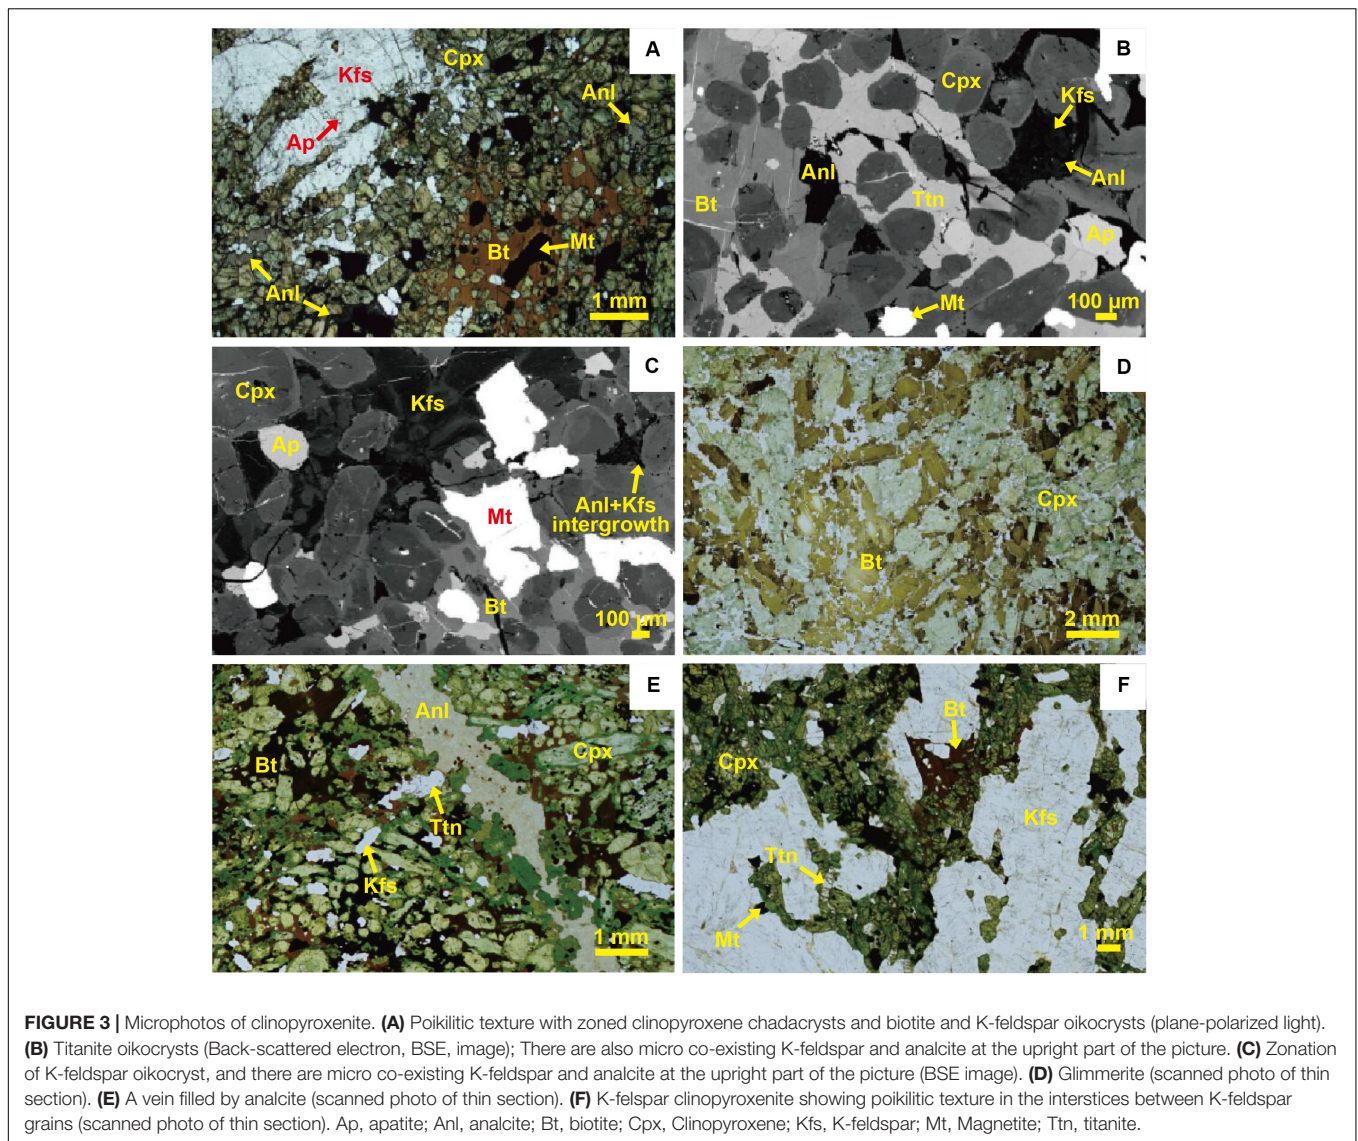 A
Kfs
Cpx
Anl
Ap
Bt
Mt
Anl
1 mm
B
Cpx
Kfs
Anl
Anl
Bt
Ttn
Ap
Mt
100 µm
C
Cpx
Kfs
Ap
Anl+Kfs
intergrowth
Mt
Bt
100 µm
D
Cpx
Bt
2 mm
E
Anl
Cpx
Bt
Ttn
Kfs
1 mm
F
Bt
Cpx
Kfs
Ttn
Mt
1 mm
FIGURE 3 | Microphotos of clinopyroxenite. (A) Poikilitic texture with zoned clinopyroxene chadacrysts and biotite and K-feldspar oikocrysts (plane-polarized light).
(B) Titanite oikocrysts (Back-scattered electron, BSE, image); There are also micro co-existing K-feldspar and analcite at the upright part of the picture. (C) Zonation
of K-feldspar oikocryst, and there are micro co-existing K-feldspar and analcite at the upright part of the picture (BSE image). (D) Glimmerite (scanned photo of thin
section). (E) A vein filled by analcite (scanned photo of thin section). (F) K-felspar clinopyroxenite showing poikilitic texture in the interstices between K-feldspar
grains (scanned photo of thin section). Ap, apatite; Anl, analcite; Bt, biotite; Cpx, Clinopyroxene; Kfs, K-feldspar; Mt, Magnetite; Ttn, titanite.